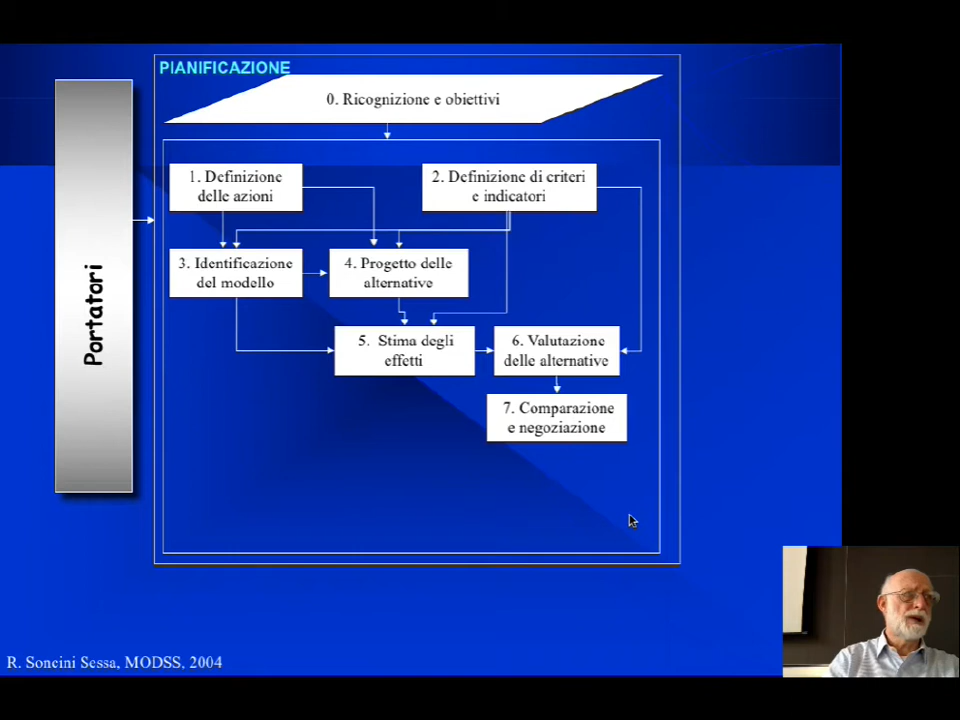 PIANIFICAZIONE
0. Ricognizione e obiettivi
1. Definizione
delle azioni
2. Definizione di criteri
e indicatori
3. Identificazione
del modello
4. Progetto delle
alternative
5. Stima degli
effetti
6. Valutazione
delle alternative
7. Comparazione
e negoziazione
Portatori
R. Soncini Sessa, MODSS, 2004